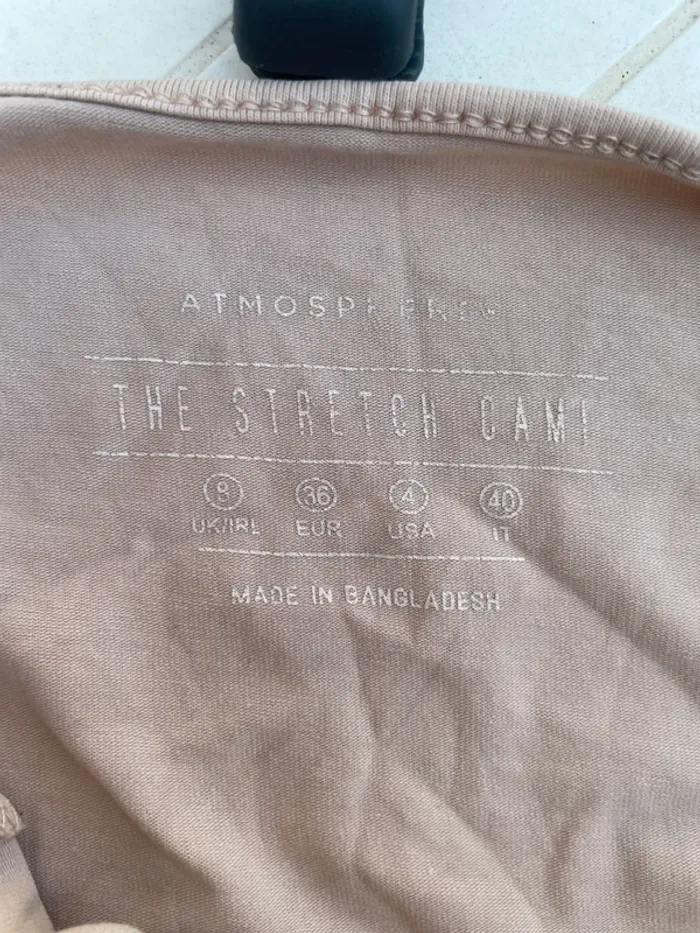 ATMOSPHERE
THE STRETCH CAMI
8 36 4 40
UK/IRL EUR USA IT
MADE IN BANGLADESH